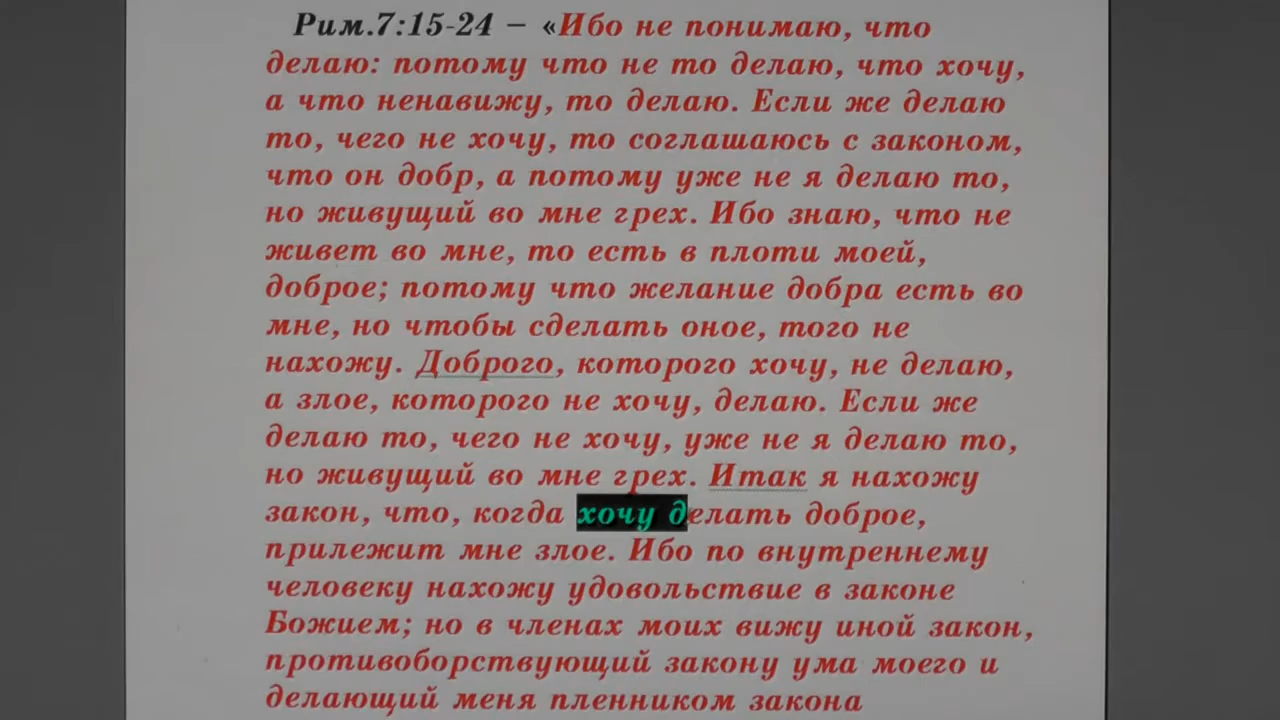 Рим.7:15-24 – «Ибо не понимаю, что
делаю: потому что не то делаю, что хочу,
а что ненавижу, то делаю. Если же делаю
то, чего не хочу, то соглашаюсь с законом,
что он добр, а потому уже не я делаю то,
но живущий во мне грех. Ибо знаю, что не
живет во мне, то есть в плоти моей,
доброе; потому что желание добра есть во
мне, но чтобы сделать оное, того не
нахожу. Доброго, которого хочу, не делаю,
а злое, которого не хочу, делаю. Если же
делаю то, чего не хочу, уже не я делаю то,
но живущий во мне грех. Итак я нахожу
закон, что, когда хочу делать доброе,
прилежит мне злое. Ибо по внутреннему
человеку нахожу удовольствие в законе
Божием; но в членах моих вижу иной закон,
противоборствующий закону ума моего и
делающий меня пленником закона